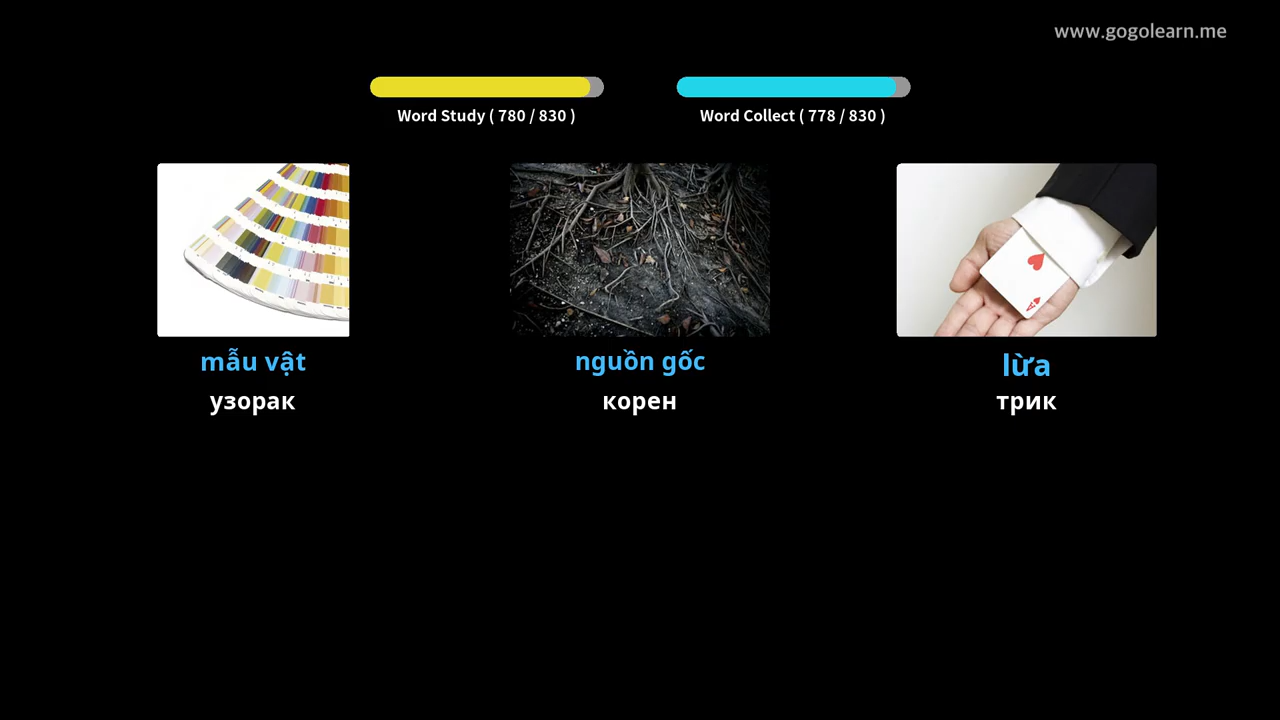 www.gogolearn.me
Word Study ( 780 / 830 )
Word Collect ( 778 / 830 )
mẫu vật
nguồn gốc
lừa
узорак
корен
трик